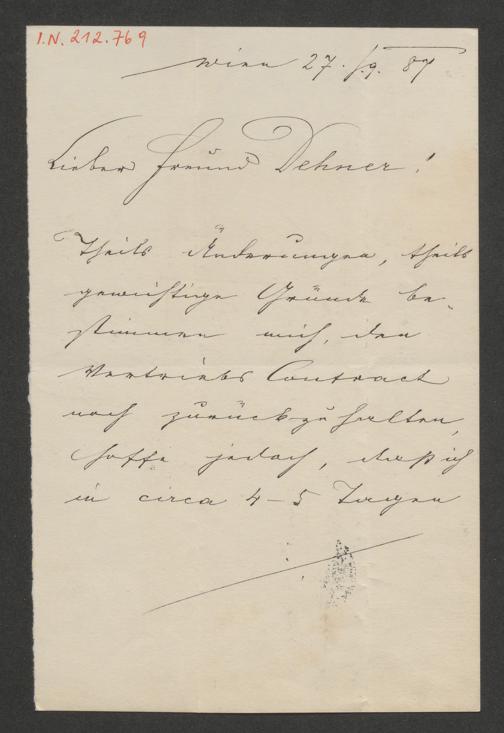 I.N. 212.769
Wien 27./9. 87
Lieber Freund Dehner!
Theils Änderungen, theils
gewichtige Gründe be-
stimmen mich, den
Vertriebs Contract
noch zurückzuhalten,
hoffe jedoch, daß ich
in circa 4-5 Tagen